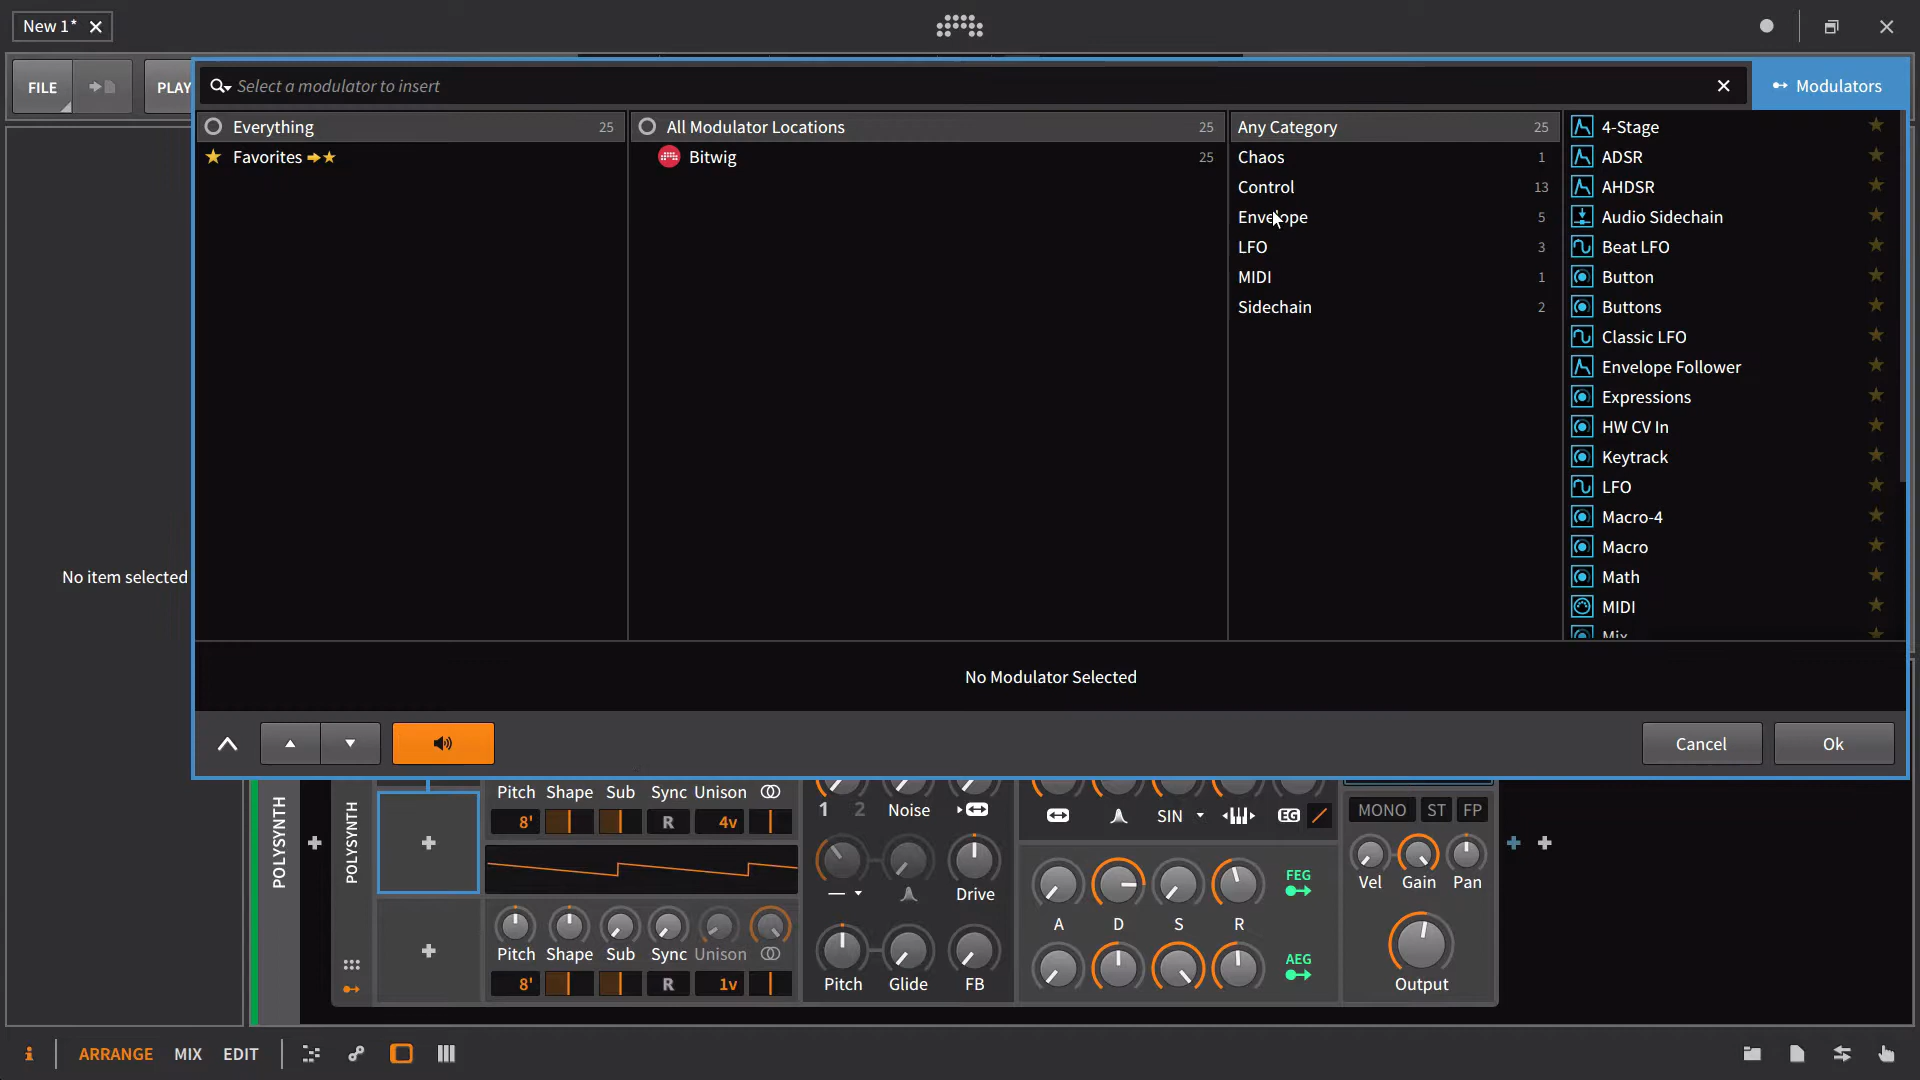 New 1*
FILE
PLAY
Select a modulator to insert
Modulators
Everything 25
Favorites
All Modulator Locations 25
Bitwig 25
Any Category 25
Chaos 1
Control 13
Envelope 5
LFO 3
MIDI 1
Sidechain 2
4-Stage
ADSR
AHDSR
Audio Sidechain
Beat LFO
Button
Buttons
Classic LFO
Envelope Follower
Expressions
HW CV In
Keytrack
LFO
Macro-4
Macro
Math
MIDI
Mix
No item selected
No Modulator Selected
Cancel
Ok
POLYSYNTH
POLYSYNTH
Pitch Shape Sub Sync Unison
8' R 4v
Pitch Shape Sub Sync Unison
8' R 1v
1 2 Noise
Drive
Pitch Glide FB
SIN EG
A D S R
FEG
AEG
MONO ST FP
Vel Gain Pan
Output
i ARRANGE MIX EDIT